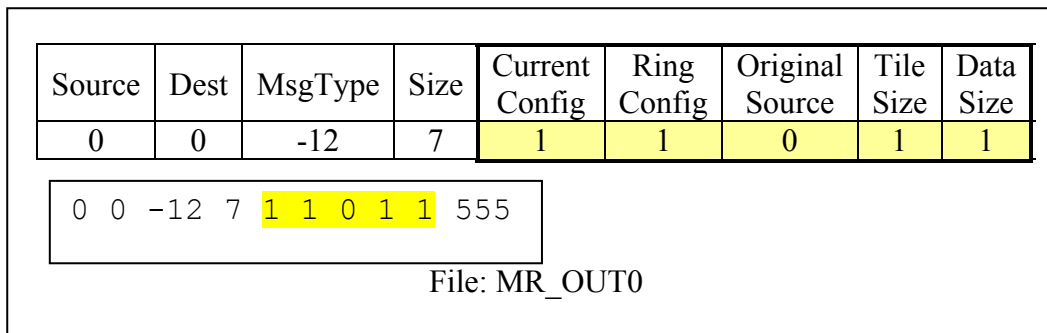 Source Dest MsgType Size Current Config Ring Config Original Source Tile Size Data Size
0 0 -12 7 1 1 0 1 1
0 0 -12 7 1 1 0 1 1 555
File: MR_OUT0